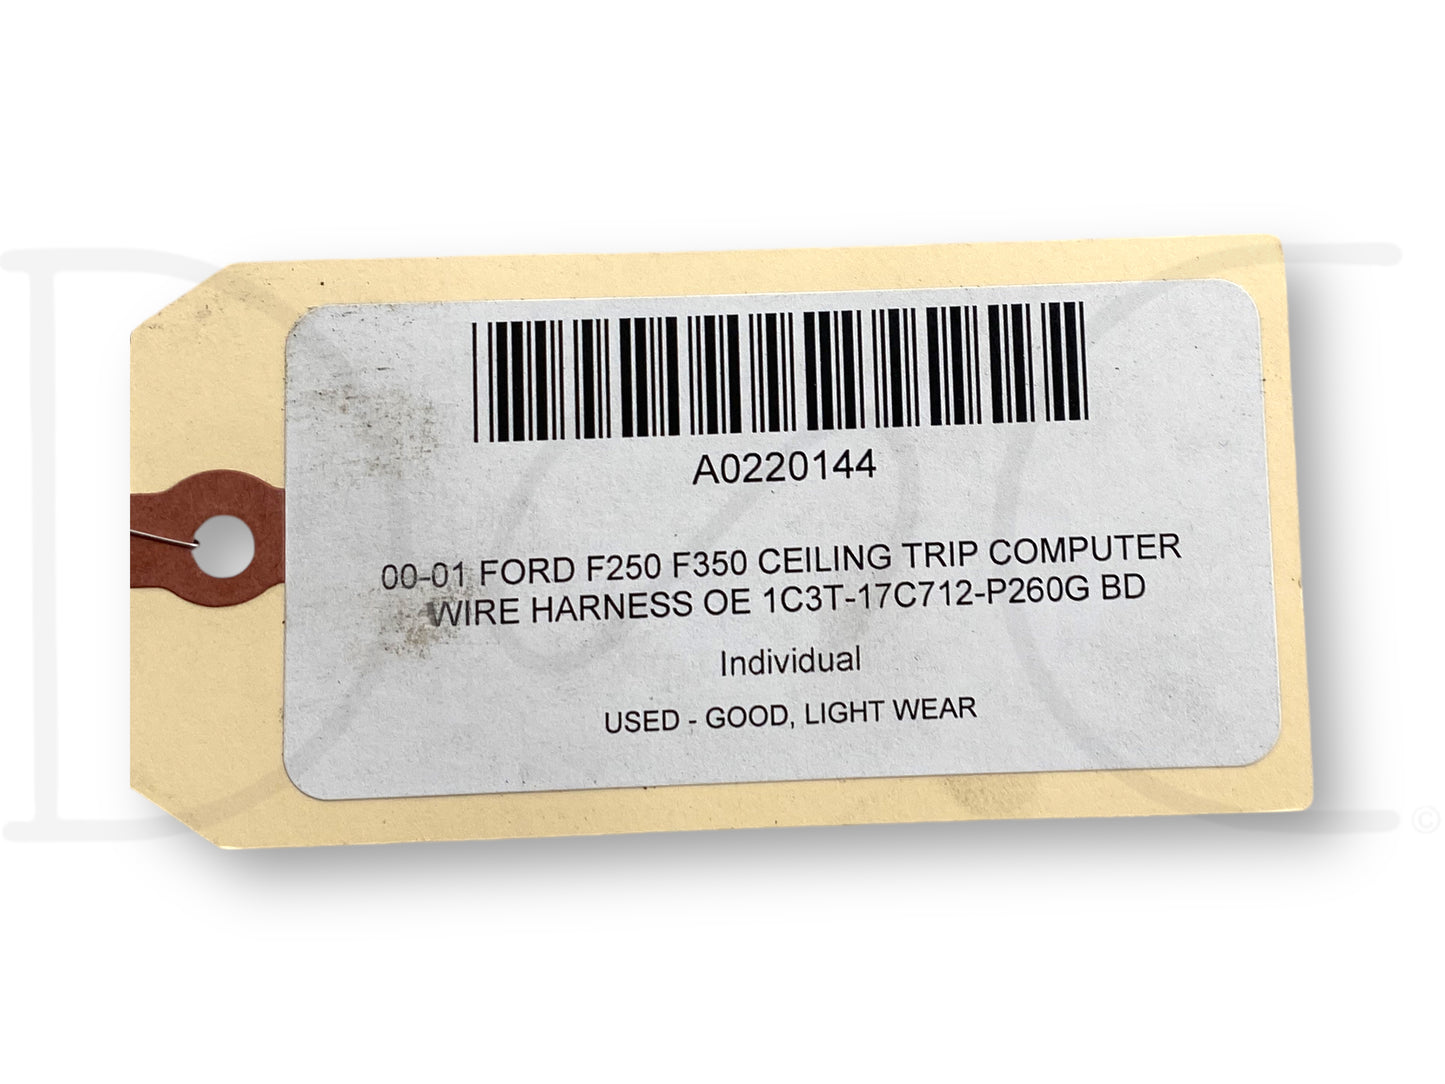 A0220144
00-01 FORD F250 F350 CEILING TRIP COMPUTER
WIRE HARNESS OE 1C3T-17C712-P260G BD
Individual
USED - GOOD, LIGHT WEAR